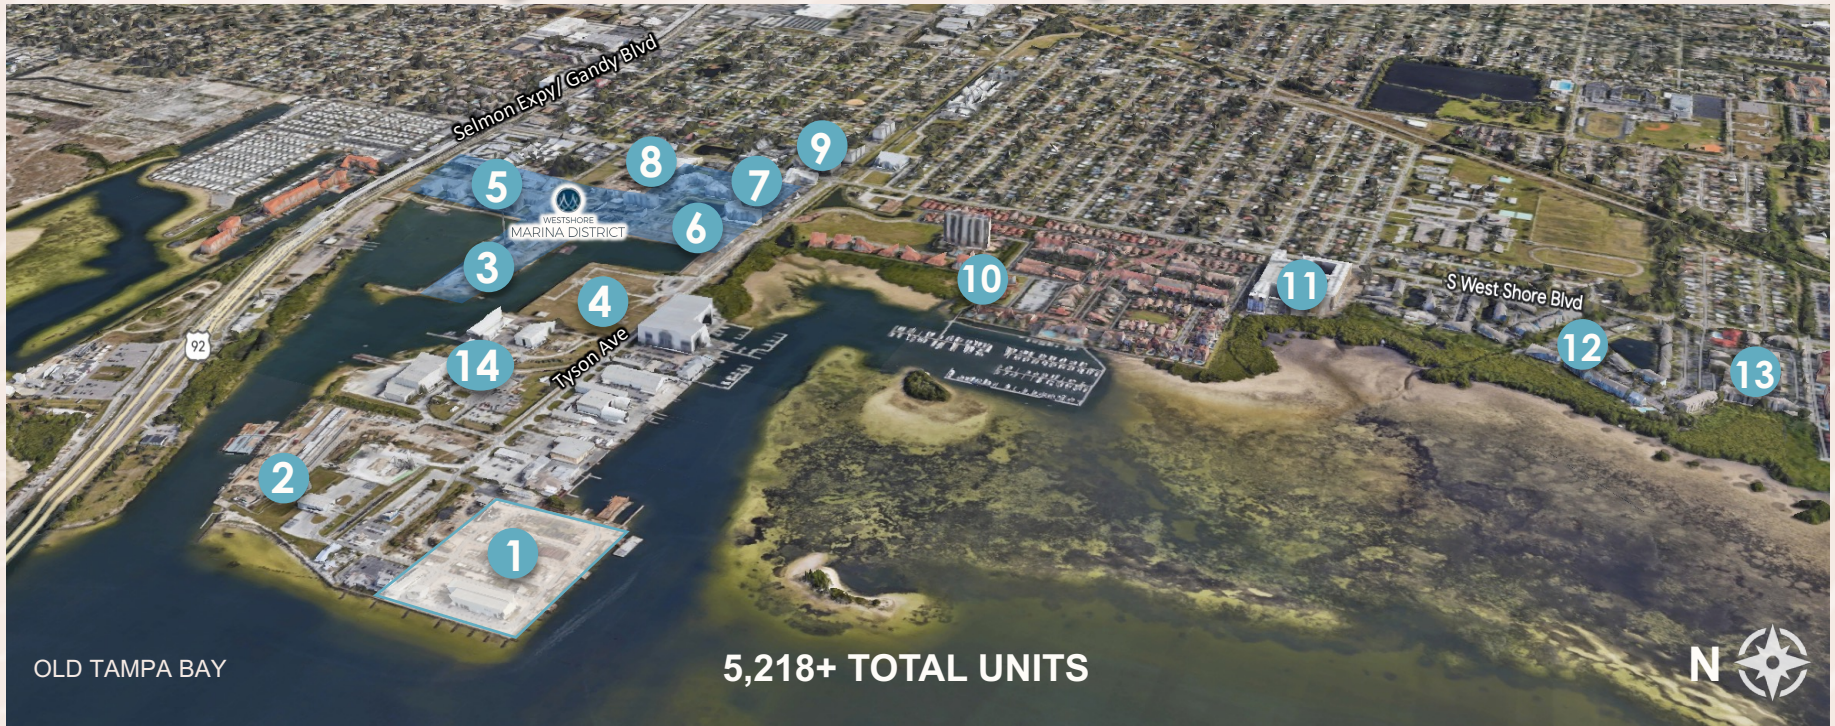 Selmon Expy/ Gandy Blvd
9
8
7
5
WESTSHORE
MARINA DISTRICT
6
3
10
11
S West Shore Blvd
4
92
Tyson Ave
12
14
13
2
1
OLD TAMPA BAY
5,218+ TOTAL UNITS
N